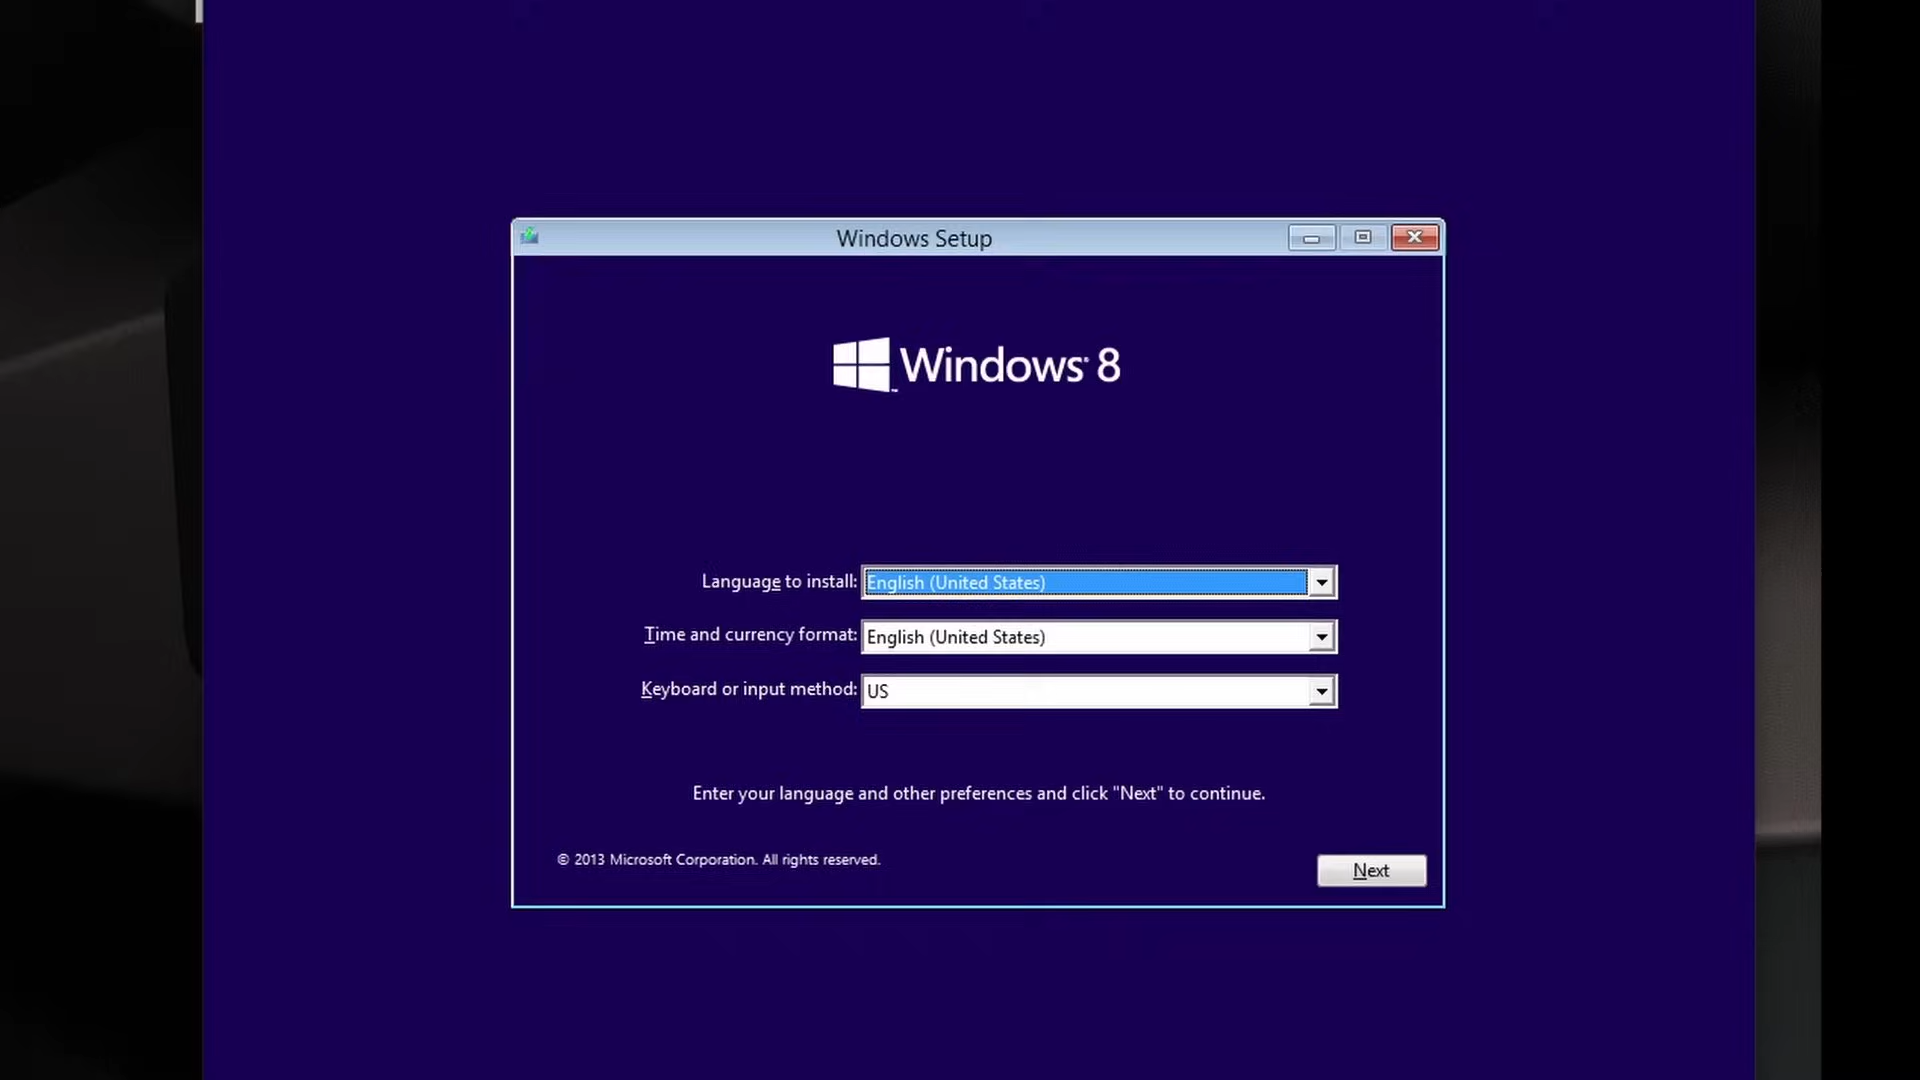 Windows Setup
Windows® 8
Language to install: English (United States)
Time and currency format: English (United States)
Keyboard or input method: US
Enter your language and other preferences and click "Next" to continue.
© 2013 Microsoft Corporation. All rights reserved.
Next